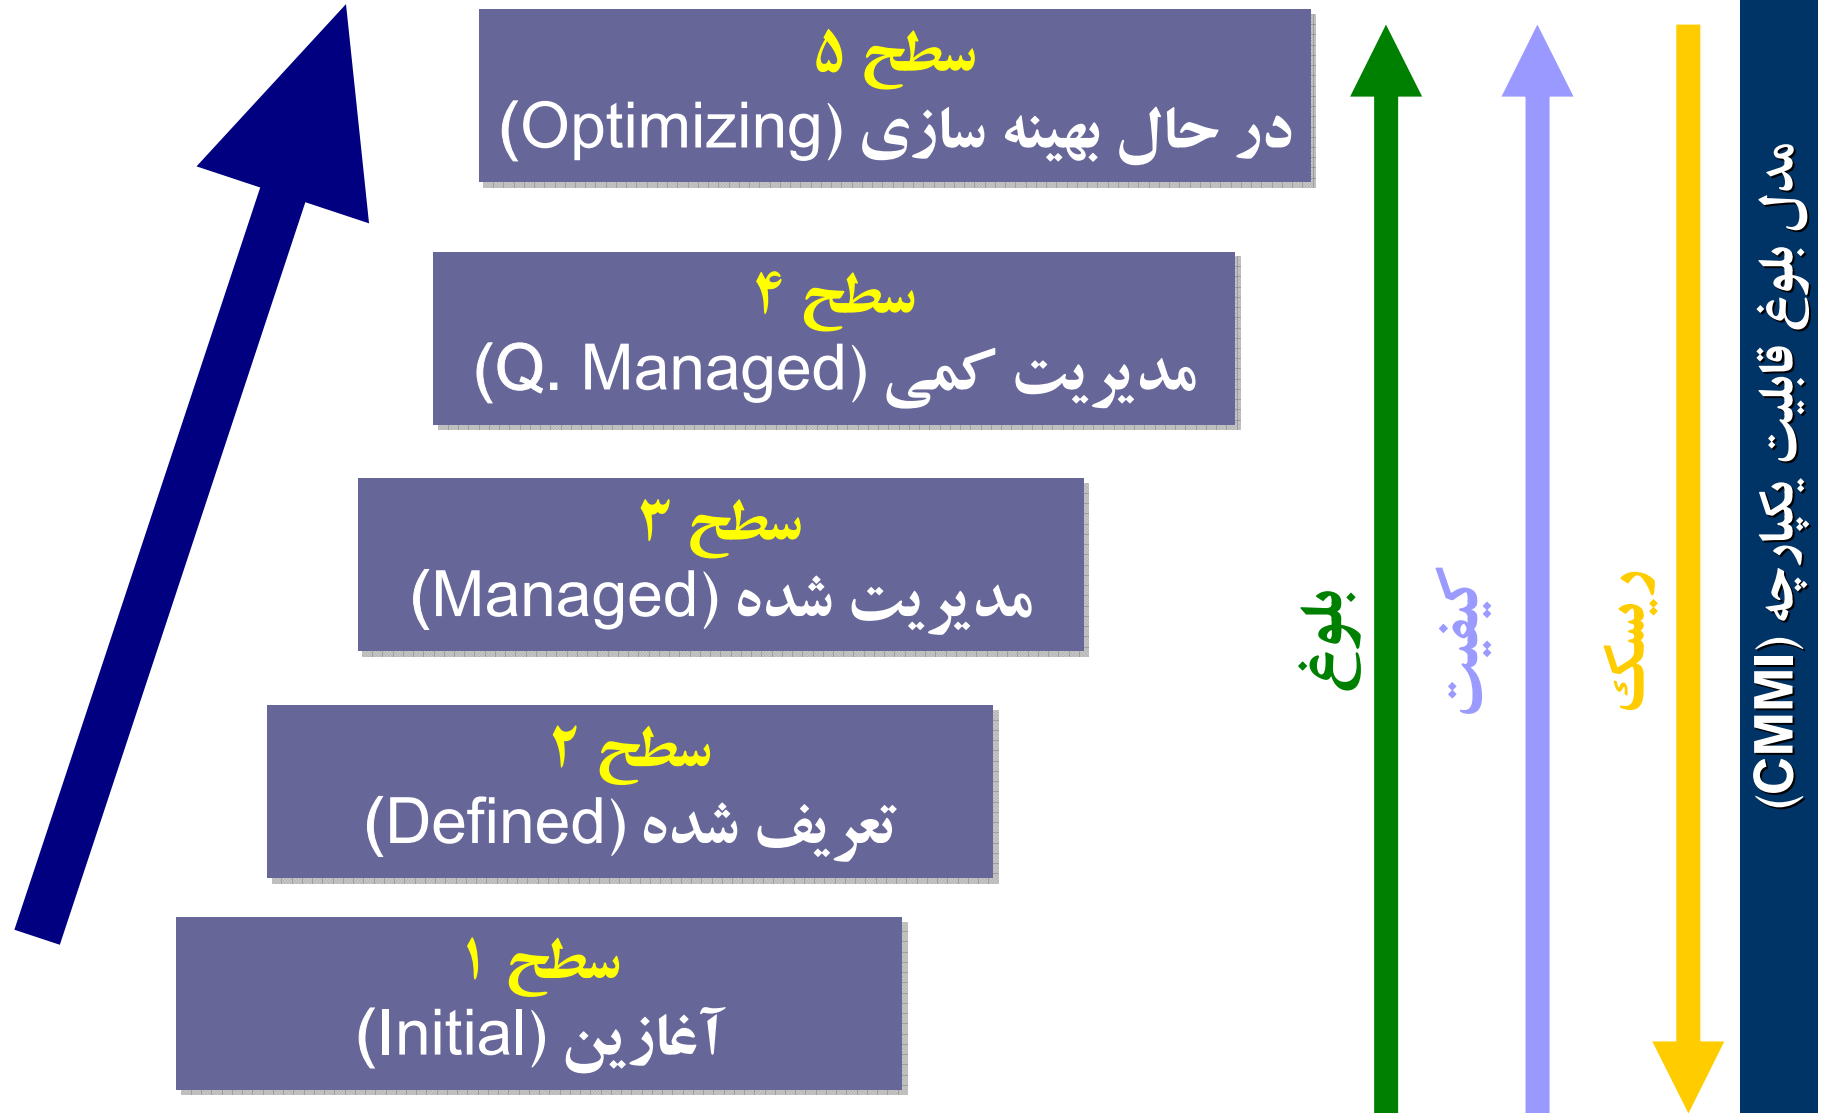 سطح ۵
در حال بهینه سازی (Optimizing)
سطح ۴
مدیریت کمی (Q. Managed)
سطح ۳
مدیریت شده (Managed)
سطح ۲
تعریف شده (Defined)
سطح ۱
آغازین (Initial)
بلوغ
کیفیت
ریسک
مدل بلوغ قابلیت یکپارچه (CMMI)